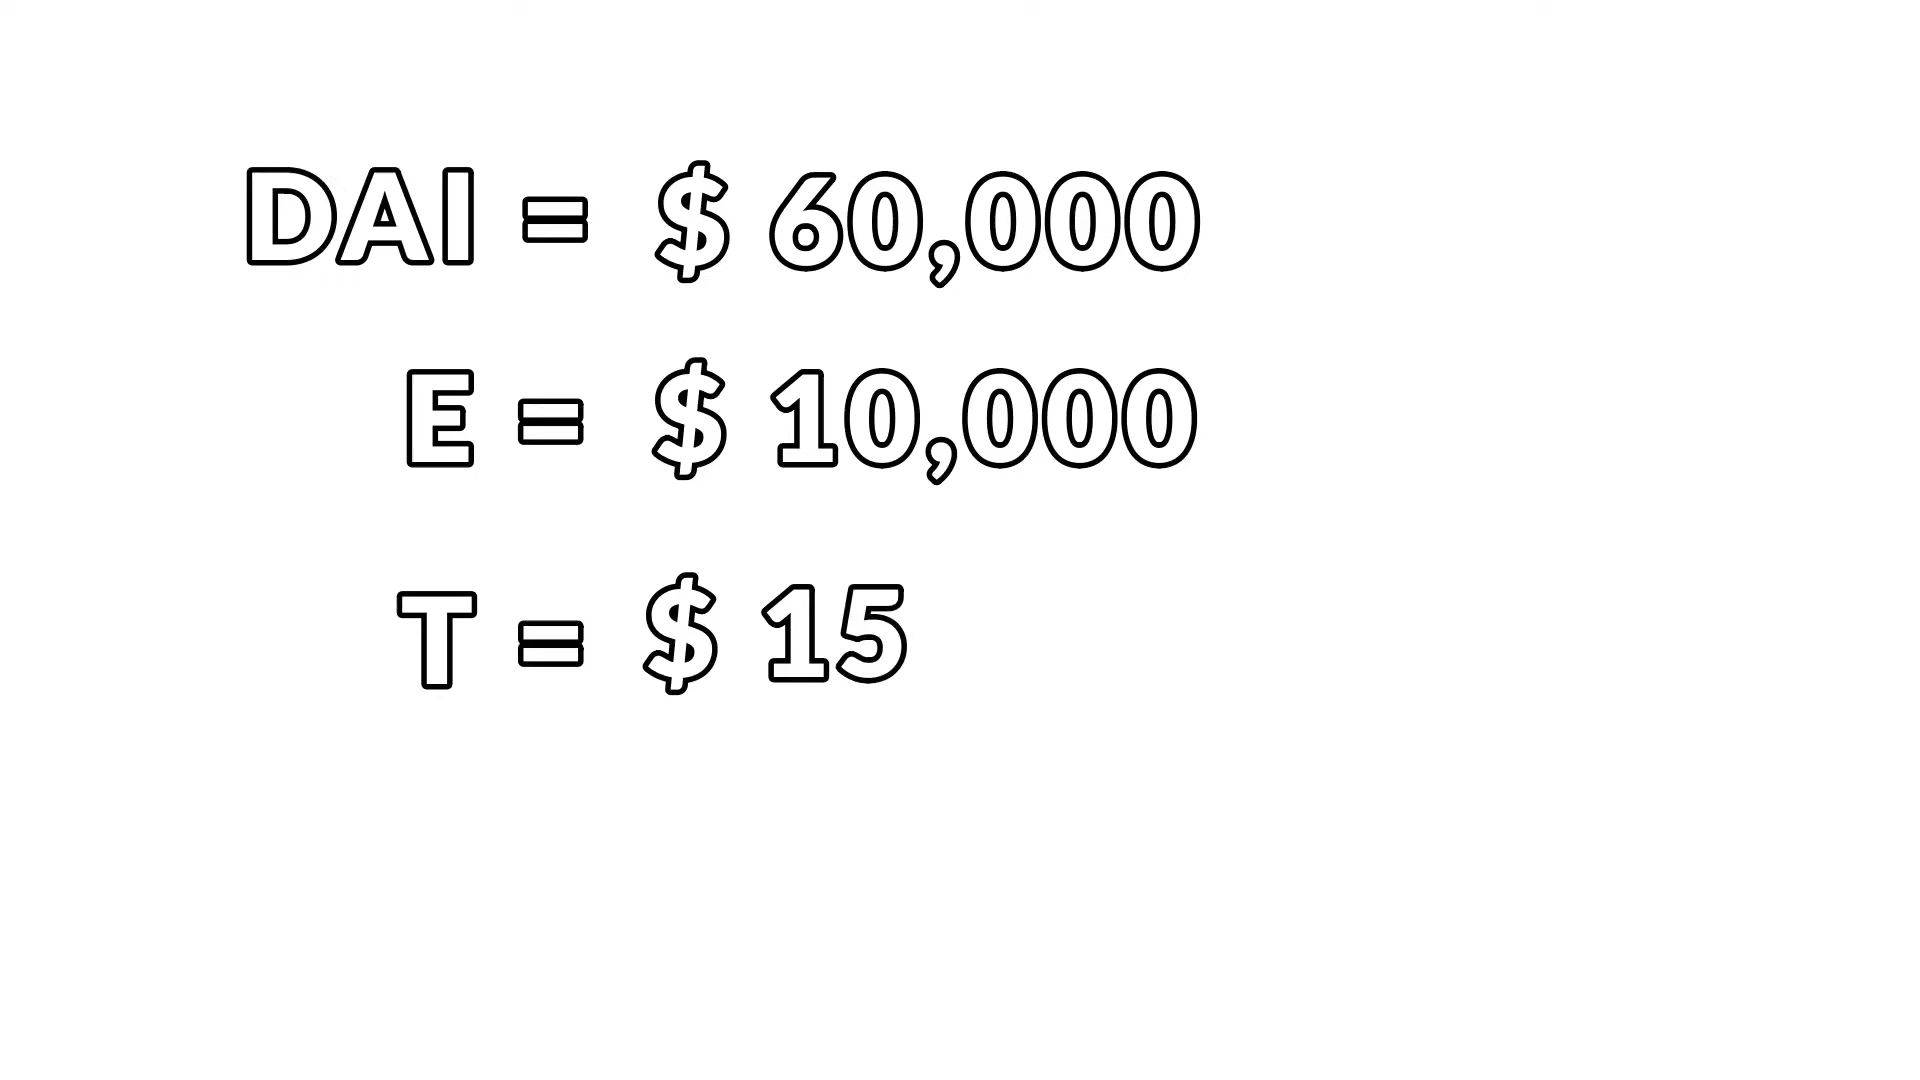 DAI = $ 60,000
E = $ 10,000
T = $ 15